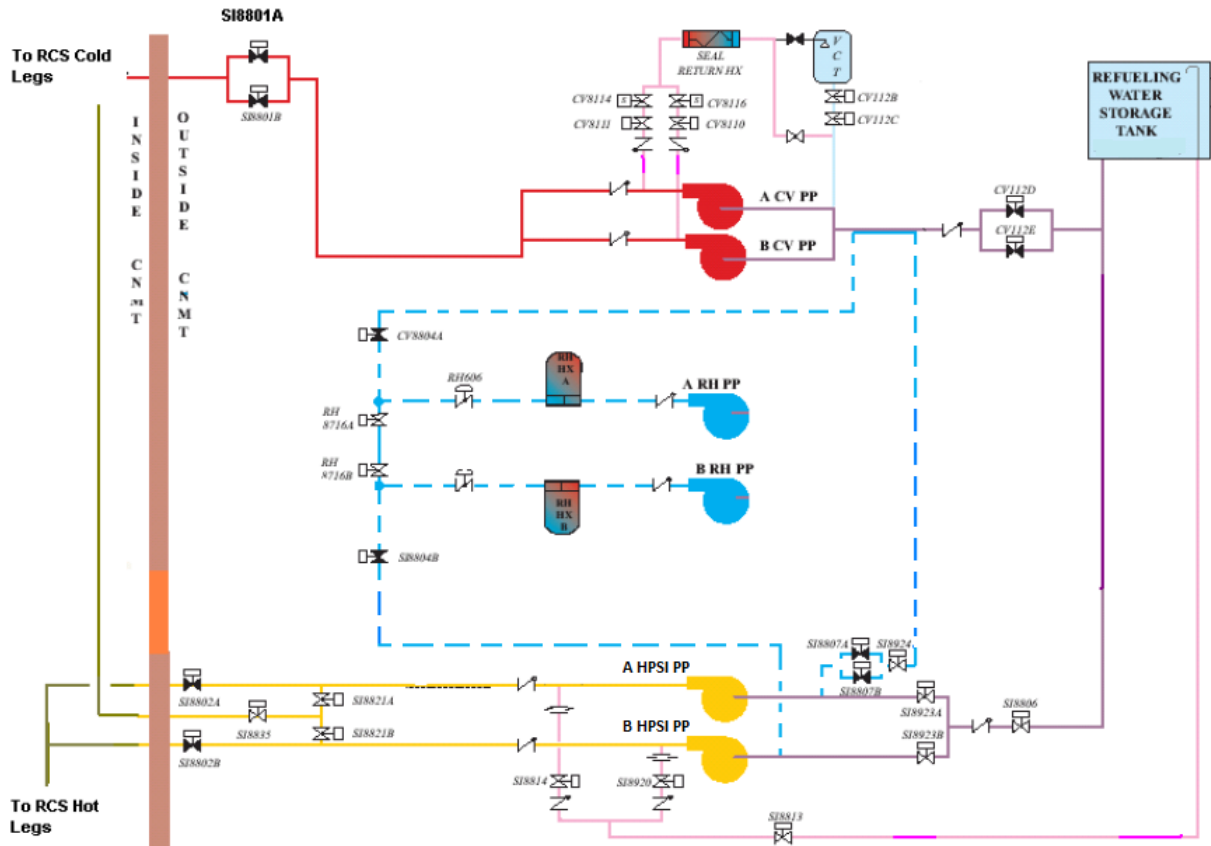 SI8801A
To RCS Cold
Legs
SI8801B
INSIDE CNMT
OUTSIDE CNMT
SEAL
RETURN HX
VCT
CV8114
S
S
CV8116
CV8111
CV8110
CV112B
CV112C
REFUELING
WATER
STORAGE
TANK
A CV PP
B CV PP
CV112D
CV112E
CV8804A
RH606
RH
HX
A
A RH PP
RH
8716A
RH
8716B
B RH PP
RH
HX
B
SI8804B
SI8807A
SI8924
SI8807B
A HPSI PP
SI8802A
SI8821A
SI8835
SI8821B
SI8802B
B HPSI PP
SI8923A
SI8806
SI8923B
SI8814
SI8920
SI8813
To RCS Hot
Legs